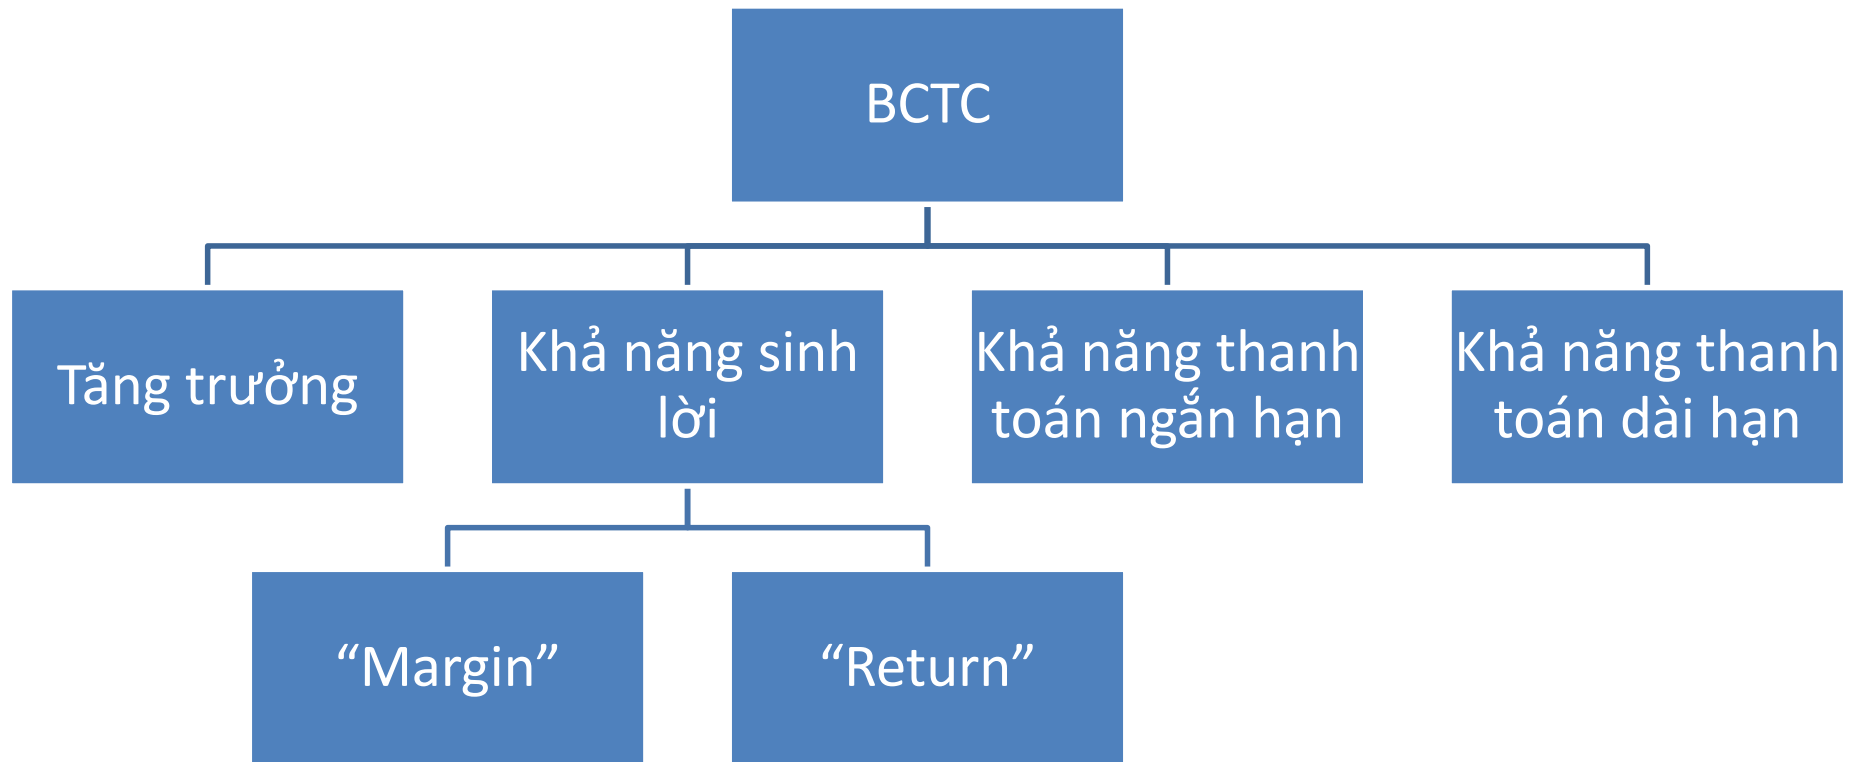 BCTC
Tăng trưởng
Khả năng sinh
lời
Khả năng thanh
toán ngắn hạn
Khả năng thanh
toán dài hạn
“Margin”
“Return”